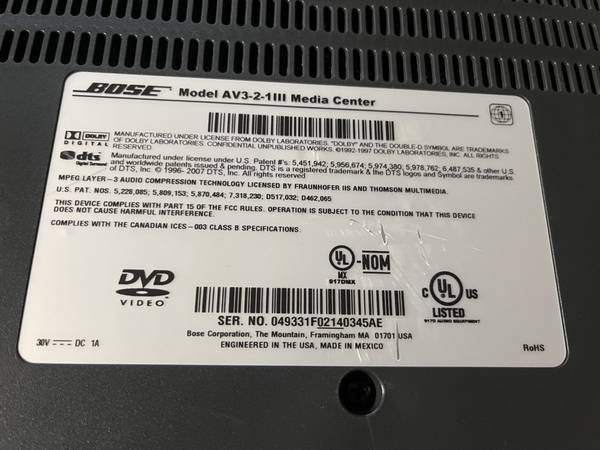 BOSE Model AV3-2-1III Media Center
DOLBY DIGITAL
MANUFACTURED UNDER LICENSE FROM DOLBY LABORATORIES. "DOLBY" AND THE DOUBLE-D SYMBOL ARE TRADEMARKS
OF DOLBY LABORATORIES. CONFIDENTIAL UNPUBLISHED WORKS. ©1992-1997 DOLBY LABORATORIES, INC. ALL RIGHTS
RESERVED.
dts Digital Surround
Manufactured under license under U.S. Patent #'s: 5,451,942; 5,956,674; 5,974,380; 5,978,762; 6,487,535 & other U.S.
and worldwide patents issued & pending. DTS is a registered trademark & the DTS logos and Symbol are trademarks
of DTS, Inc. © 1996- 2007 DTS, Inc. All rights reserved
MPEG LAYER-3 AUDIO COMPRESSION TECHNOLOGY LICENSED BY FRAUNHOFER IIS AND THOMSON MULTIMEDIA.
U.S. PAT. NOS. 5,228,085; 5,809,153; 5,870,484; 7,318,230; D517,032; D462,065
THIS DEVICE COMPLIES WITH PART 15 OF THE FCC RULES. OPERATION IS SUBJECT TO THE CONDITION THAT THIS DEVICE
DOES NOT CAUSE HARMFUL INTERFERENCE.
COMPLIES WITH THE CANADIAN ICES-003 CLASS B SPECIFICATIONS.
UL -NOM
MX
917DMX
DVD
VIDEO
C UL US
LISTED
917D AUDIO EQUIPMENT
SER. NO. 049331F02140345AE
Bose Corporation, The Mountain, Framingham MA 01701 USA
ENGINEERED IN THE USA, MADE IN MEXICO
30V DC 1A
RoHS